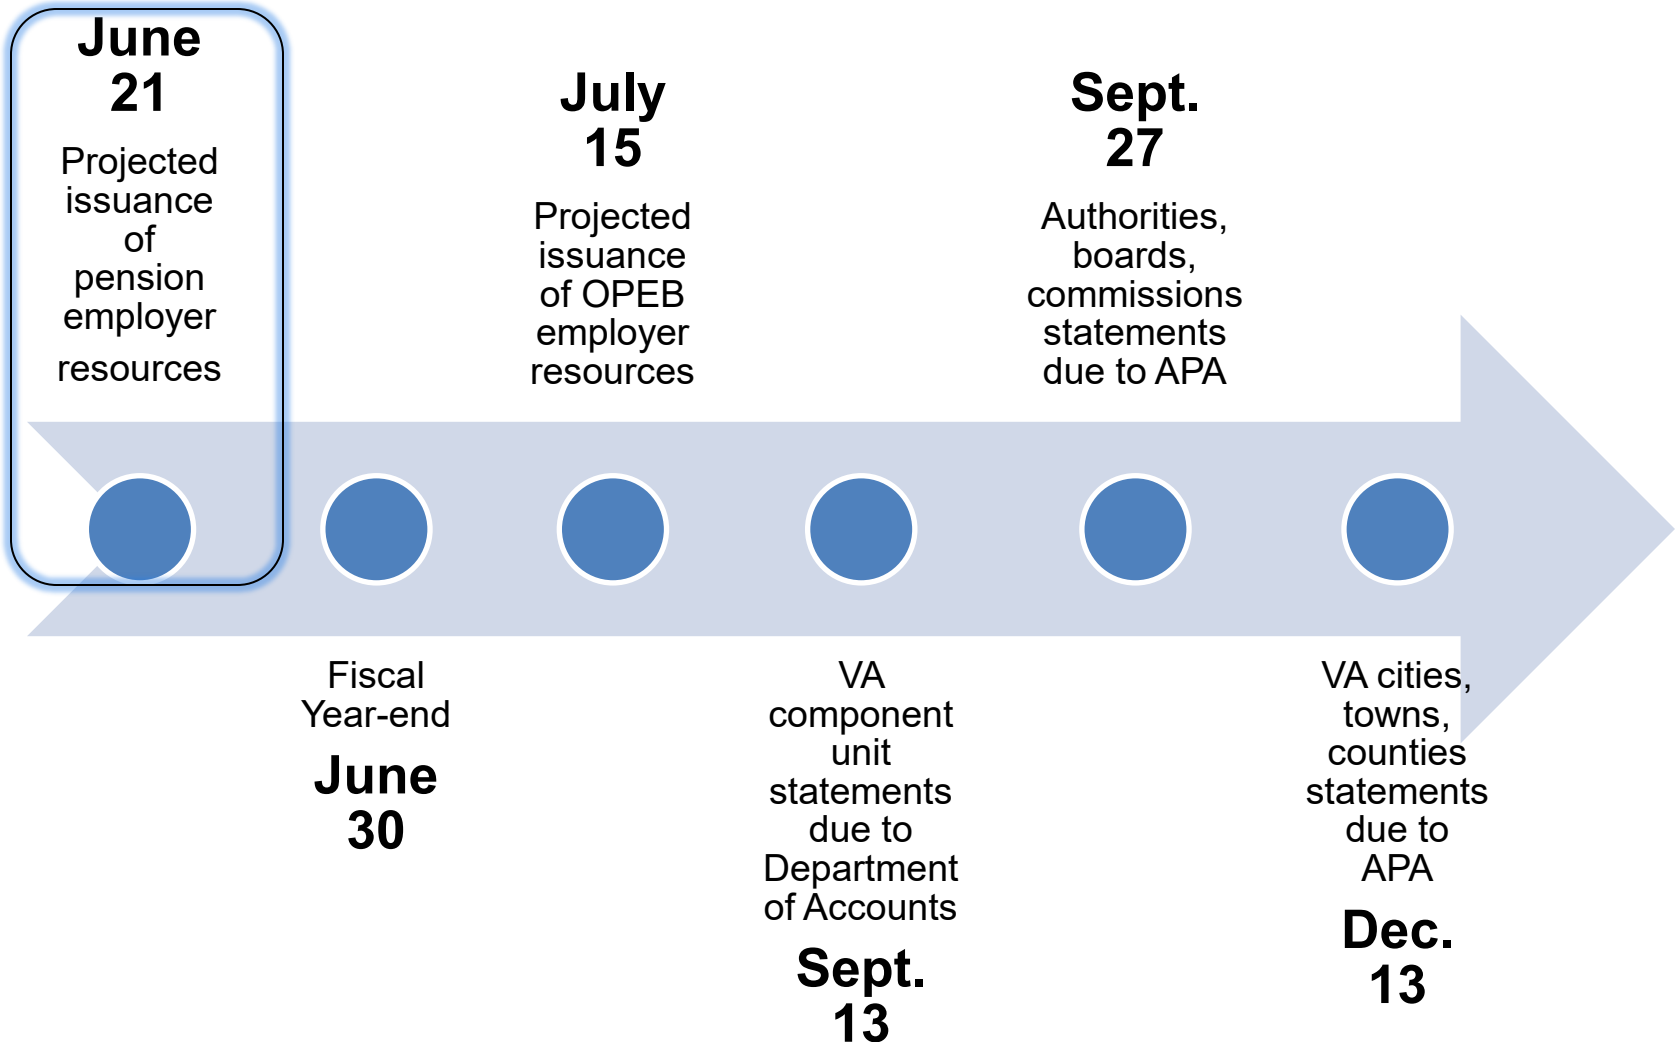 June
21
Projected
issuance
of
pension
employer
resources
Fiscal
Year-end
June
30
July
15
Projected
issuance
of OPEB
employer
resources
VA
component
unit
statements
due to
Department
of Accounts
Sept.
13
Sept.
27
Authorities,
boards,
commissions
statements
due to APA
VA cities,
towns,
counties
statements
due to
APA
Dec.
13